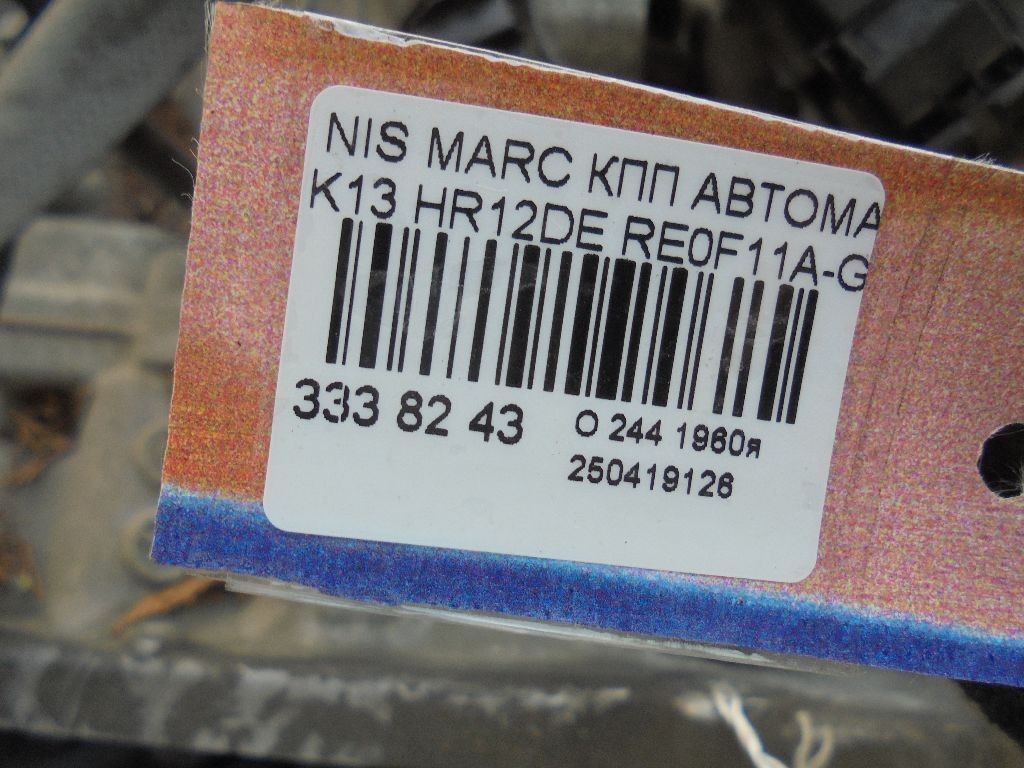 NIS MARC КПП АВТОМА
K13 HR12DE RE0F11A-G
333 82 43
О 244 1960я
250419126